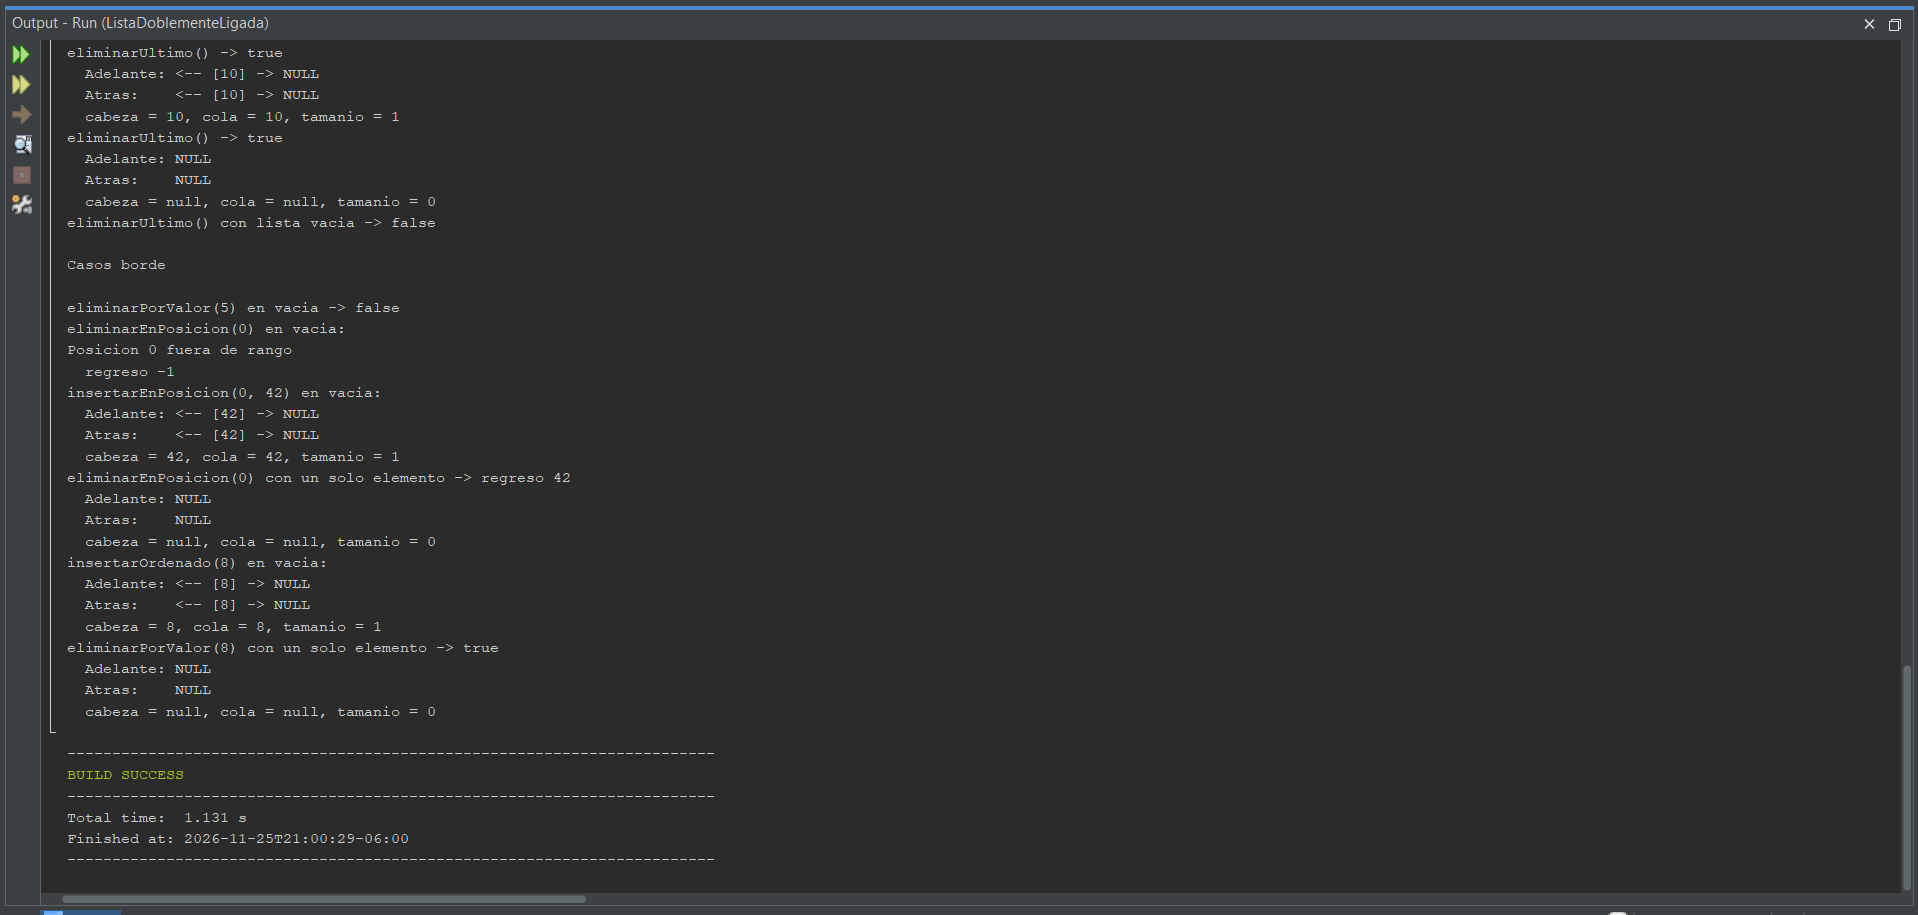 Output - Run (ListaDoblementeLigada)
eliminarUltimo() -> true
  Adelante: <-- [10] -> NULL
  Atras:    <-- [10] -> NULL
  cabeza = 10, cola = 10, tamanio = 1
eliminarUltimo() -> true
  Adelante: NULL
  Atras:    NULL
  cabeza = null, cola = null, tamanio = 0
eliminarUltimo() con lista vacia -> false
Casos borde
eliminarPorValor(5) en vacia -> false
eliminarEnPosicion(0) en vacia:
Posicion 0 fuera de rango
  regreso -1
insertarEnPosicion(0, 42) en vacia:
  Adelante: <-- [42] -> NULL
  Atras:    <-- [42] -> NULL
  cabeza = 42, cola = 42, tamanio = 1
eliminarEnPosicion(0) con un solo elemento -> regreso 42
  Adelante: NULL
  Atras:    NULL
  cabeza = null, cola = null, tamanio = 0
insertarOrdenado(8) en vacia:
  Adelante: <-- [8] -> NULL
  Atras:    <-- [8] -> NULL
  cabeza = 8, cola = 8, tamanio = 1
eliminarPorValor(8) con un solo elemento -> true
  Adelante: NULL
  Atras:    NULL
  cabeza = null, cola = null, tamanio = 0
------------------------------------------------------------------------
BUILD SUCCESS
------------------------------------------------------------------------
Total time:  1.131 s
Finished at: 2026-11-25T21:00:29-06:00
------------------------------------------------------------------------